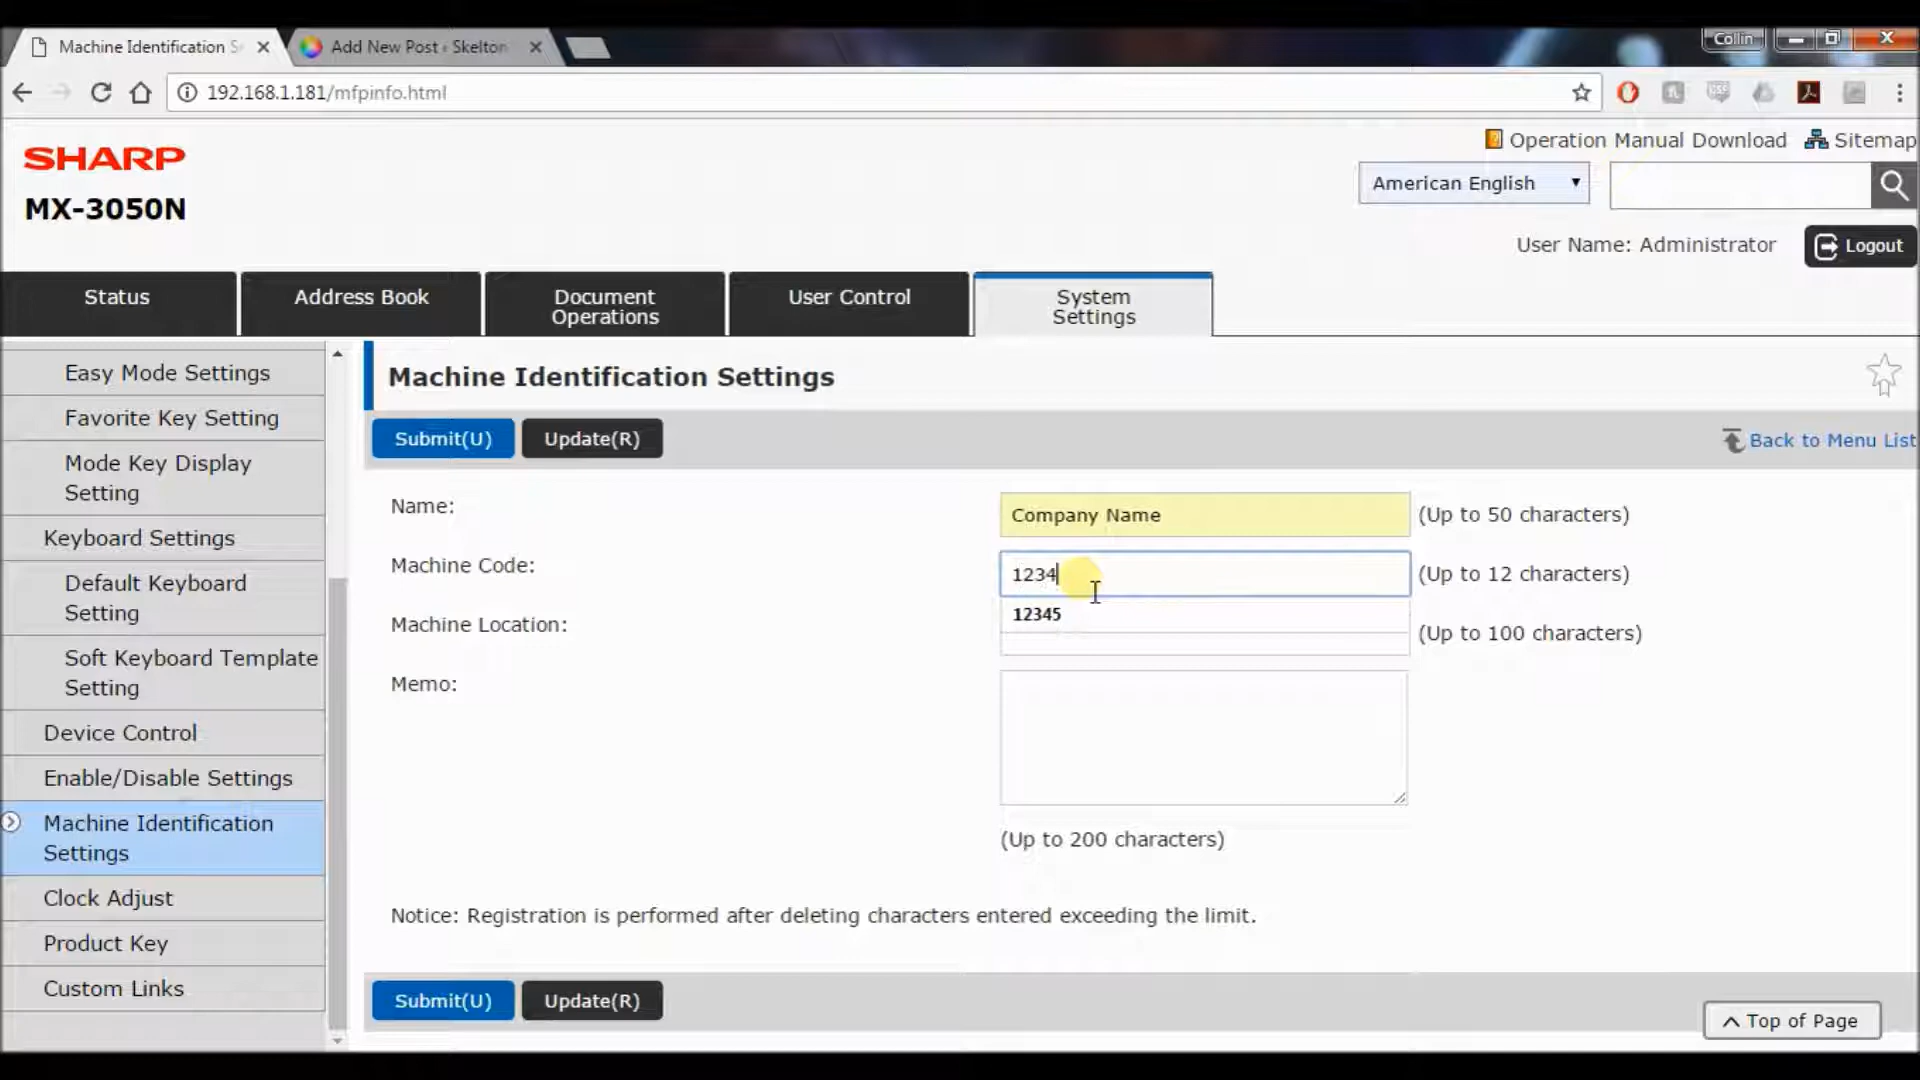 Machine Identification S
Add New Post ‹ Skelton
Collin
192.168.1.181/mfpinfo.html
Operation Manual Download
Sitemap
SHARP
American English
MX-3050N
User Name: Administrator
Logout
Status
Address Book
Document
Operations
User Control
System
Settings
Easy Mode Settings
Favorite Key Setting
Mode Key Display
Setting
Keyboard Settings
Default Keyboard
Setting
Soft Keyboard Template
Setting
Device Control
Enable/Disable Settings
Machine Identification
Settings
Clock Adjust
Product Key
Custom Links
Machine Identification Settings
Submit(U)
Update(R)
Back to Menu List
Name:
Company Name
(Up to 50 characters)
Machine Code:
1234
(Up to 12 characters)
12345
Machine Location:
(Up to 100 characters)
Memo:
(Up to 200 characters)
Notice: Registration is performed after deleting characters entered exceeding the limit.
Submit(U)
Update(R)
Top of Page